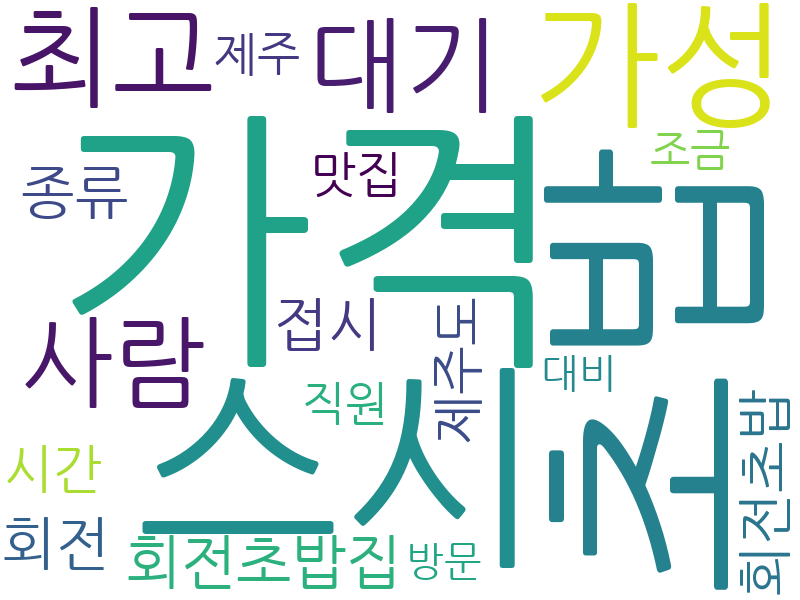 최고
제주
대기
가성
종류
맛집
조금
가격
초밥
사람
접시
제주도
대비
직원
스시
시간
회전
회전초밥집
방문
회전초밥